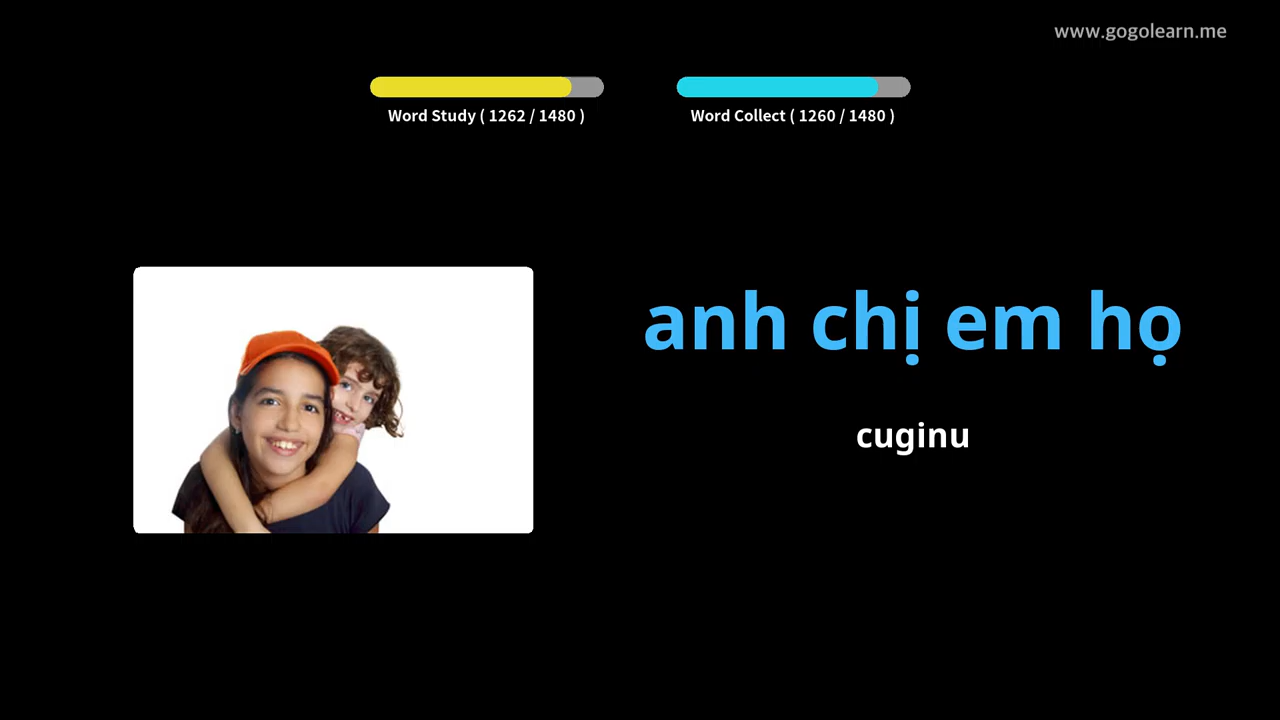 www.gogolearn.me
Word Study ( 1262 / 1480 )
Word Collect ( 1260 / 1480 )
anh chị em họ
cuginu